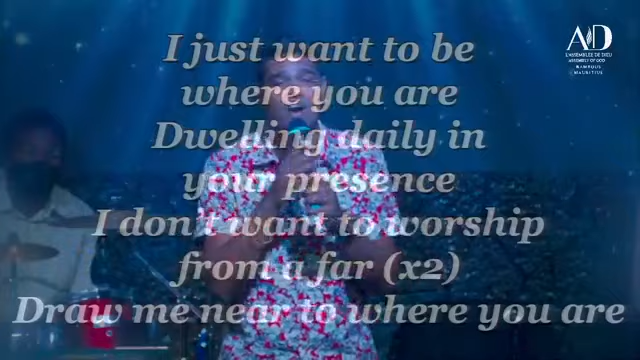 I just want to be
where you are
Dwelling daily in
your presence
I don't want to worship
from a far (x2)
Draw me near to where you are
AD
L'ASSEMBLÉE DE DIEU
ASSEMBLY OF GOD
MAURITIUS